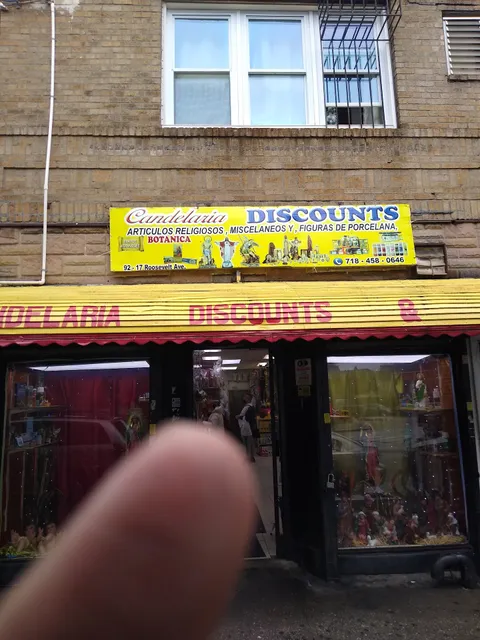 Candelaria DISCOUNTS
ARTICULOS RELIGIOSOS, MISCELANEOS Y, FIGURAS DE PORCELANA.
BOTANICA
92-17 Roosevelt Ave.
718-458-0646
NDELARIA DISCOUNTS &